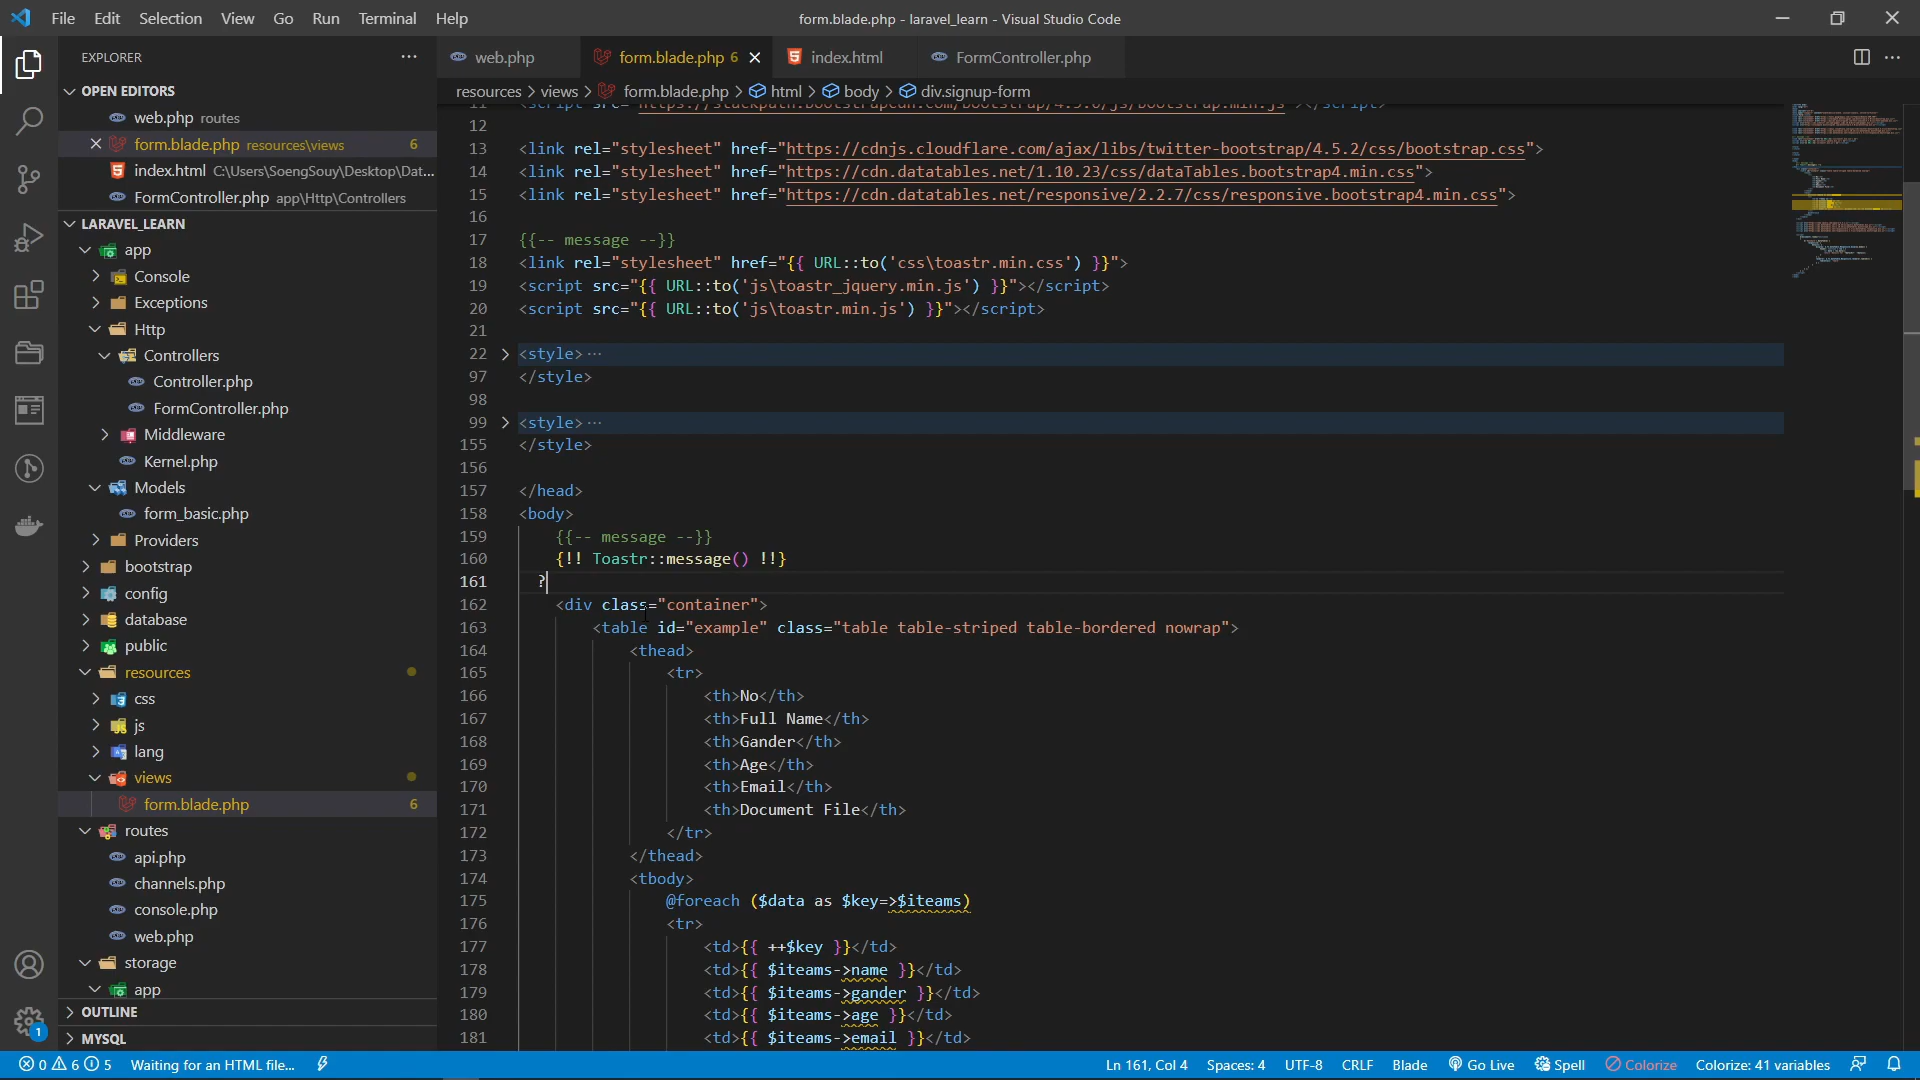 File Edit Selection View Go Run Terminal Help
form.blade.php - laravel_learn - Visual Studio Code
EXPLORER
OPEN EDITORS
web.php routes
form.blade.php resources\views 6
index.html C:\Users\SoengSouy\Desktop\Dat...
FormController.php app\Http\Controllers
LARAVEL_LEARN
app
Console
Exceptions
Http
Controllers
Controller.php
FormController.php
Middleware
Kernel.php
Models
form_basic.php
Providers
bootstrap
config
database
public
resources
css
js
lang
views
form.blade.php 6
routes
api.php
channels.php
console.php
web.php
storage
app
OUTLINE
MYSQL
web.php form.blade.php 6 index.html FormController.php
resources > views > form.blade.php > html > body > div.signup-form
11 <script src="https://stackpath.bootstrapcdn.com/bootstrap/4.5.0/js/bootstrap.min.js"></script>
12
13 <link rel="stylesheet" href="https://cdnjs.cloudflare.com/ajax/libs/twitter-bootstrap/4.5.2/css/bootstrap.css">
14 <link rel="stylesheet" href="https://cdn.datatables.net/1.10.23/css/dataTables.bootstrap4.min.css">
15 <link rel="stylesheet" href="https://cdn.datatables.net/responsive/2.2.7/css/responsive.bootstrap4.min.css">
16
17 {{-- message --}}
18 <link rel="stylesheet" href="{{ URL::to('css\toastr.min.css') }}">
19 <script src="{{ URL::to('js\toastr_jquery.min.js') }}"></script>
20 <script src="{{ URL::to('js\toastr.min.js') }}"></script>
21
22 <style>...
97 </style>
98
99 <style>...
155 </style>
156
157 </head>
158 <body>
159 {{-- message --}}
160 {!! Toastr::message() !!}
161 ?
162 <div class="container">
163 <table id="example" class="table table-striped table-bordered nowrap">
164 <thead>
165 <tr>
166 <th>No</th>
167 <th>Full Name</th>
168 <th>Gander</th>
169 <th>Age</th>
170 <th>Email</th>
171 <th>Document File</th>
172 </tr>
173 </thead>
174 <tbody>
175 @foreach ($data as $key=>$iteams)
176 <tr>
177 <td>{{ ++$key }}</td>
178 <td>{{ $iteams->name }}</td>
179 <td>{{ $iteams->gander }}</td>
180 <td>{{ $iteams->age }}</td>
181 <td>{{ $iteams->email }}</td>
1
0 6 5 Waiting for an HTML file... Ln 161, Col 4 Spaces: 4 UTF-8 CRLF Blade Go Live Spell Colorize Colorize: 41 variables